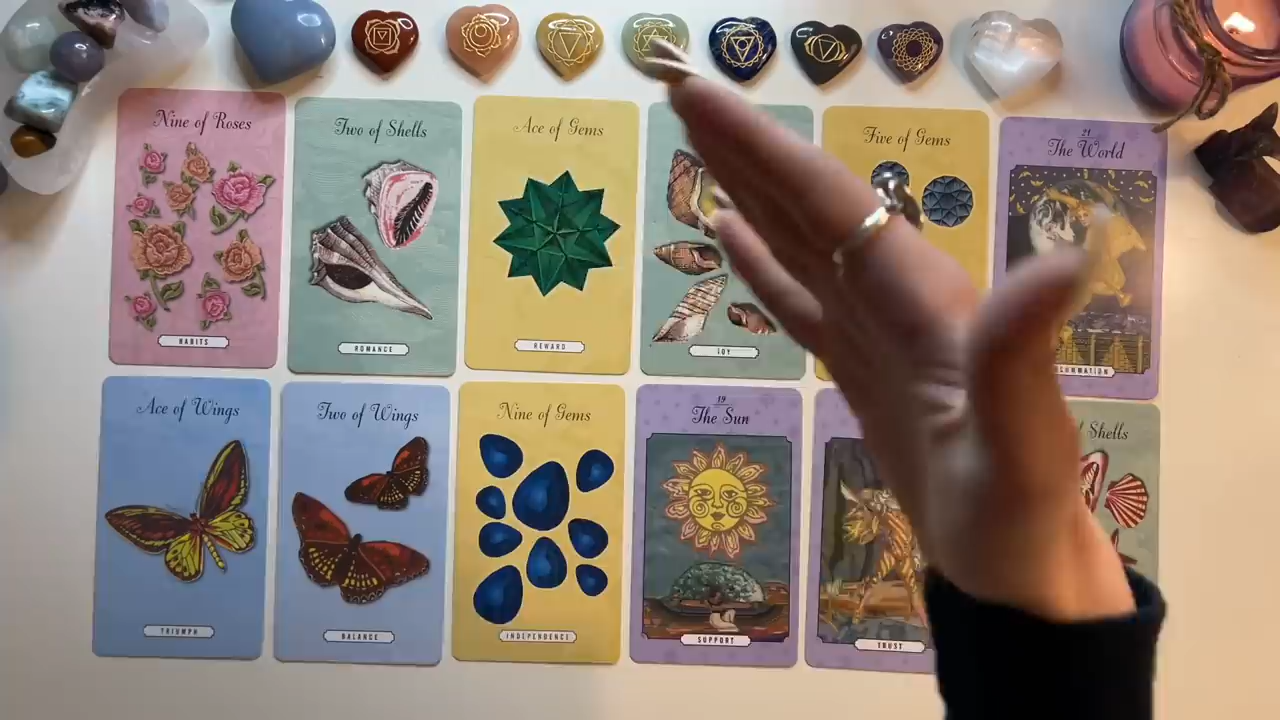 Nine of Roses
HABITS
Two of Shells
ROMANCE
Ace of Gems
REWARD
JOY
Five of Gems
21
The World
Ace of Wings
TRIUMPH
Two of Wings
BALANCE
Nine of Gems
INDEPENDENCE
19
The Sun
SUPPORT
TRUST
Shells